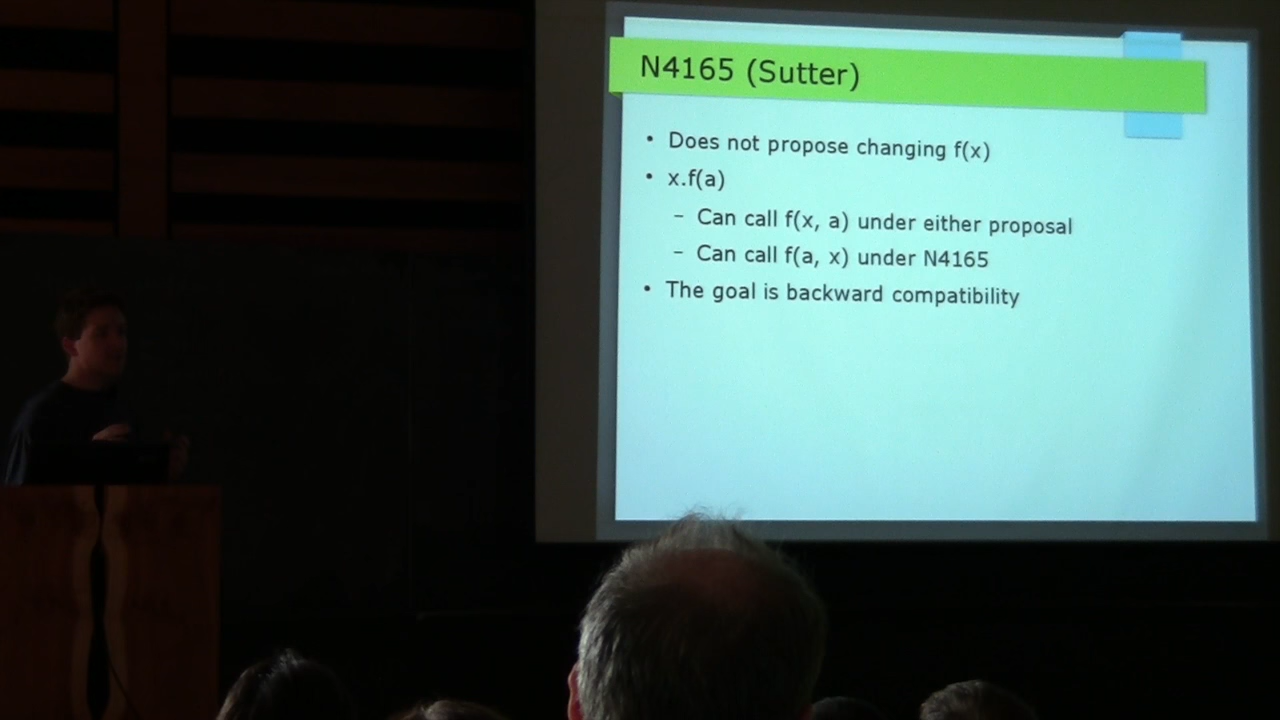 N4165 (Sutter)
• Does not propose changing f(x)
• x.f(a)
– Can call f(x, a) under either proposal
– Can call f(a, x) under N4165
• The goal is backward compatibility